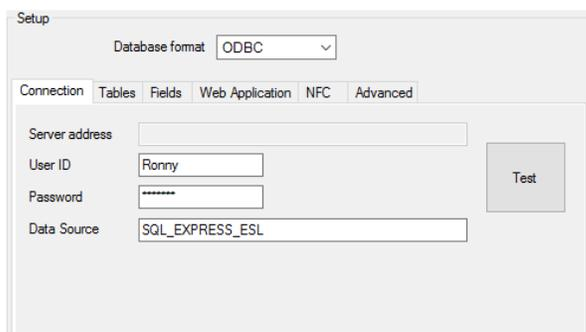 Setup
Database format ODBC
Connection Tables Fields Web Application NFC Advanced
Server address
User ID Ronny
Test
Password *******
Data Source SQL_EXPRESS_ESL